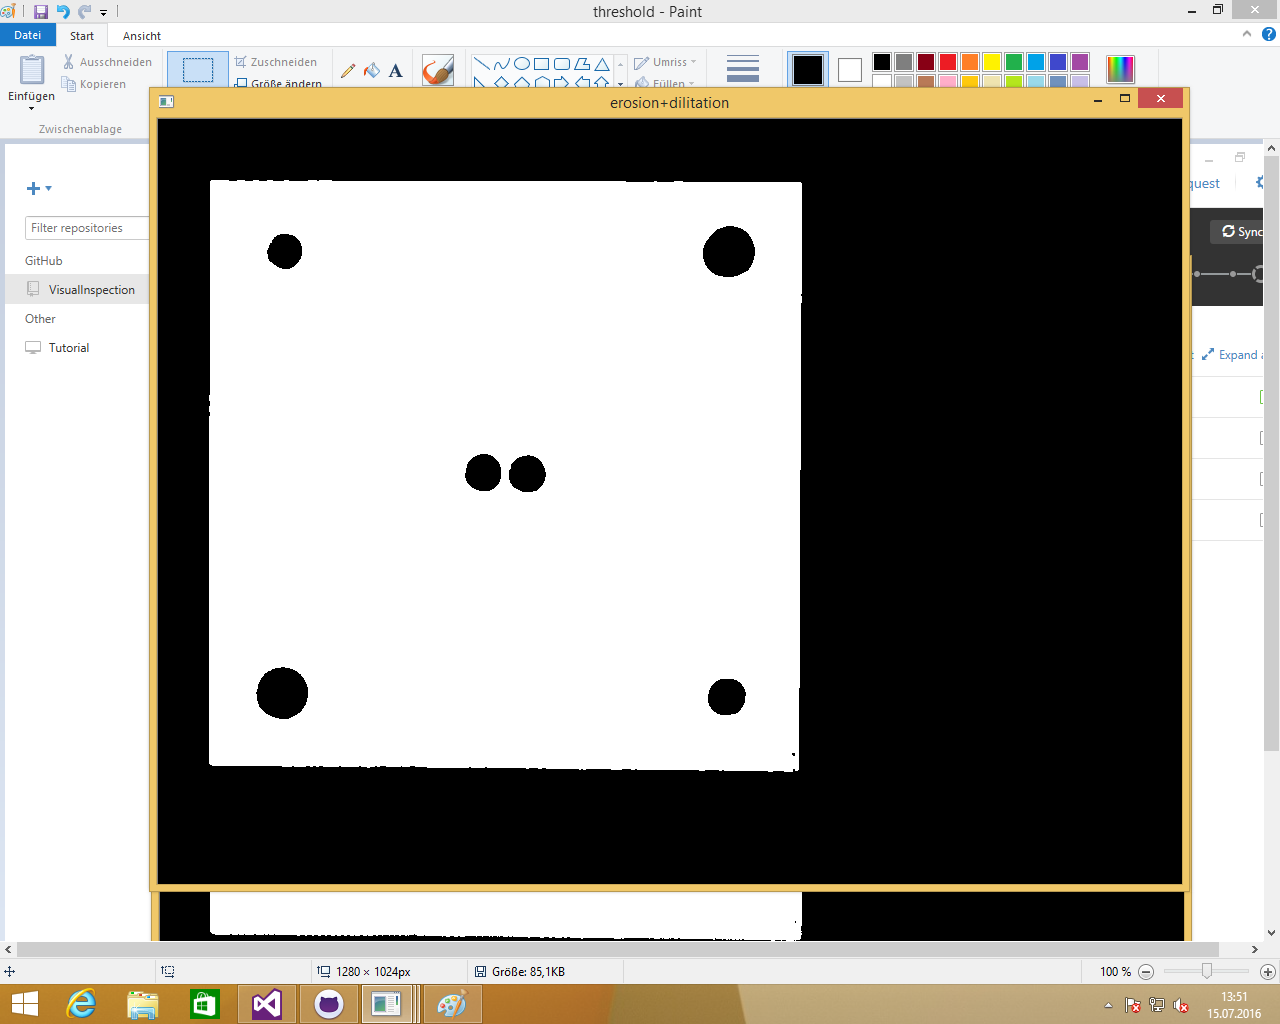 threshold - Paint
Datei Start Ansicht
Einfügen
Ausschneiden
Kopieren
Zwischenablage
Zuschneiden
Größe ändern
A
Umriss
Füllen
erosion+dilitation
Filter repositories
GitHub
VisualInspection
Other
Tutorial
quest
Sync
Expand a
1280 × 1024px
Größe: 85,1KB
100 %
13:51
15.07.2016